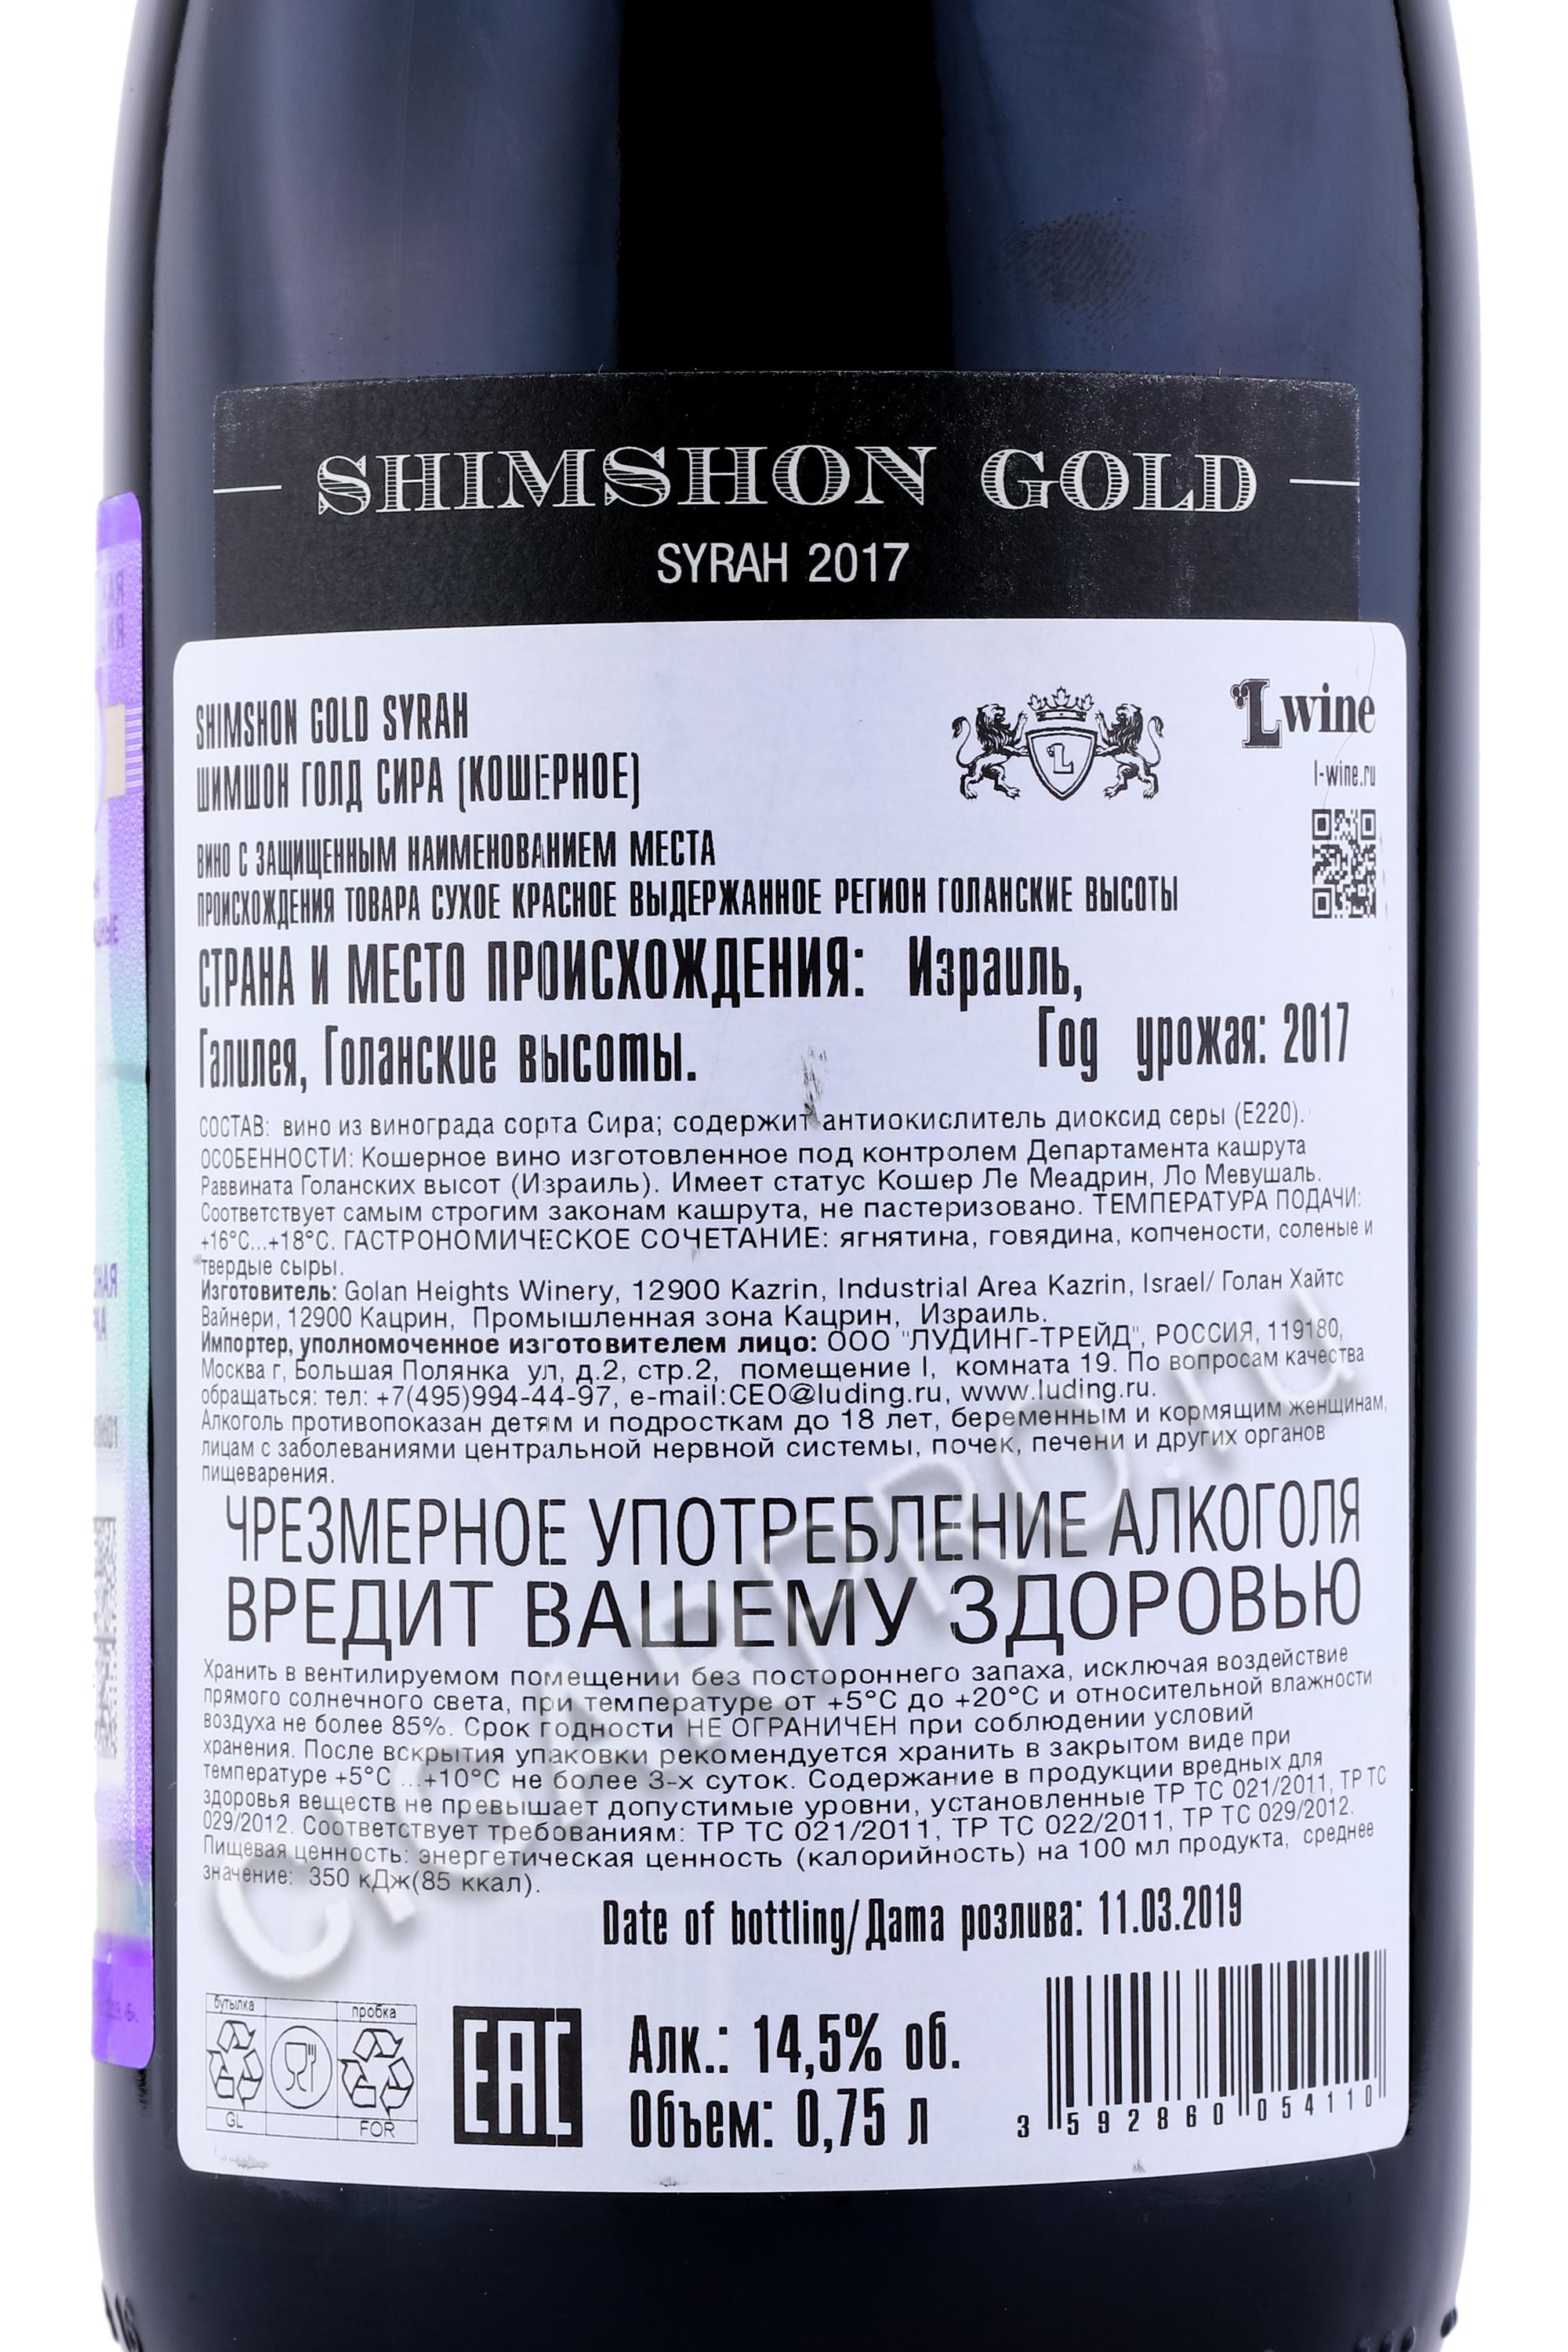 SHIMSHON GOLD
SYRAH 2017
SHIMSHON GOLD SYRAH
ШИМШОН ГОЛД СИРА (КОШЕРНОЕ)
Lwine
l-wine.ru
ВИНО С ЗАЩИЩЕННЫМ НАИМЕНОВАНИЕМ МЕСТА
ПРОИСХОЖДЕНИЯ ТОВАРА СУХОЕ КРАСНОЕ ВЫДЕРЖАННОЕ РЕГИОН ГОЛАНСКИЕ ВЫСОТЫ
СТРАНА И МЕСТО ПРОИСХОЖДЕНИЯ: Израиль,
Галилея, Голанские высоты.
Год урожая: 2017
СОСТАВ: вино из винограда сорта Сира; содержит антиокислитель диоксид серы (Е220).
ОСОБЕННОСТИ: Кошерное вино изготовленное под контролем Департамента кашрута
Раввината Голанских высот (Израиль). Имеет статус Кошер Ле Меадрин, Ло Мевушаль.
Соответствует самым строгим законам кашрута, не пастеризовано. ТЕМПЕРАТУРА ПОДАЧИ:
+16°С...+18°С. ГАСТРОНОМИЧЕСКОЕ СОЧЕТАНИЕ: ягнятина, говядина, копчености, соленые и
твердые сыры.
Изготовитель: Golan Heights Winery, 12900 Kazrin, Industrial Area Kazrin, Israel/ Голан Хайтс
Вайнери, 12900 Кацрин, Промышленная зона Кацрин, Израиль.
Импортер, уполномоченное изготовителем лицо: ООО "ЛУДИНГ-ТРЕЙД", РОССИЯ, 119180,
Москва г, Большая Полянка ул, д.2, стр.2, помещение I, комната 19. По вопросам качества
обращаться: тел: +7(495)994-44-97, e-mail:CEO@luding.ru, www.luding.ru.
Алкоголь противопоказан детям и подросткам до 18 лет, беременным и кормящим женщинам,
лицам с заболеваниями центральной нервной системы, почек, печени и других органов
пищеварения.
ЧРЕЗМЕРНОЕ УПОТРЕБЛЕНИЕ АЛКОГОЛЯ
ВРЕДИТ ВАШЕМУ ЗДОРОВЬЮ
Хранить в вентилируемом помещении без постороннего запаха, исключая воздействие
прямого солнечного света, при температуре от +5°С до +20°С и относительной влажности
воздуха не более 85%. Срок годности НЕ ОГРАНИЧЕН при соблюдении условий
хранения. После вскрытия упаковки рекомендуется хранить в закрытом виде при
температуре +5°С ...+10°С не более 3-х суток. Содержание в продукции вредных для
здоровья веществ не превышает допустимые уровни, установленные ТР ТС 021/2011, ТР ТС
029/2012. Соответствует требованиям: ТР ТС 021/2011, ТР ТС 022/2011, ТР ТС 029/2012.
Пищевая ценность: энергетическая ценность (калорийность) на 100 мл продукта, среднее
значение: 350 кДж(85 ккал).
Date of bottling/Дата розлива: 11.03.2019
бутылка пробка
GL FOR
EAC
Алк.: 14,5% об.
Объем: 0,75 л
3 592860 054110
CIGARPRO.ru